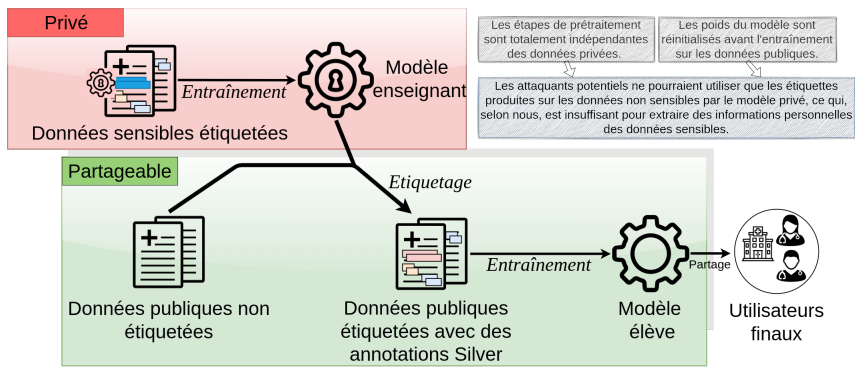 Privé
Données sensibles étiquetées
Entraînement
Modèle
enseignant
Les étapes de prétraitement
sont totalement indépendantes
des données privées.
Les poids du modèle sont
réinitialisés avant l'entraînement
sur les données publiques.
Les attaquants potentiels ne pourraient utiliser que les étiquettes
produites sur les données non sensibles par le modèle privé, ce qui,
selon nous, est insuffisant pour extraire des informations personnelles
des données sensibles.
Partageable
Etiquetage
Données publiques non
étiquetées
Données publiques
étiquetées avec des
annotations Silver
Entraînement
Modèle
élève
Partage
Utilisateurs
finaux